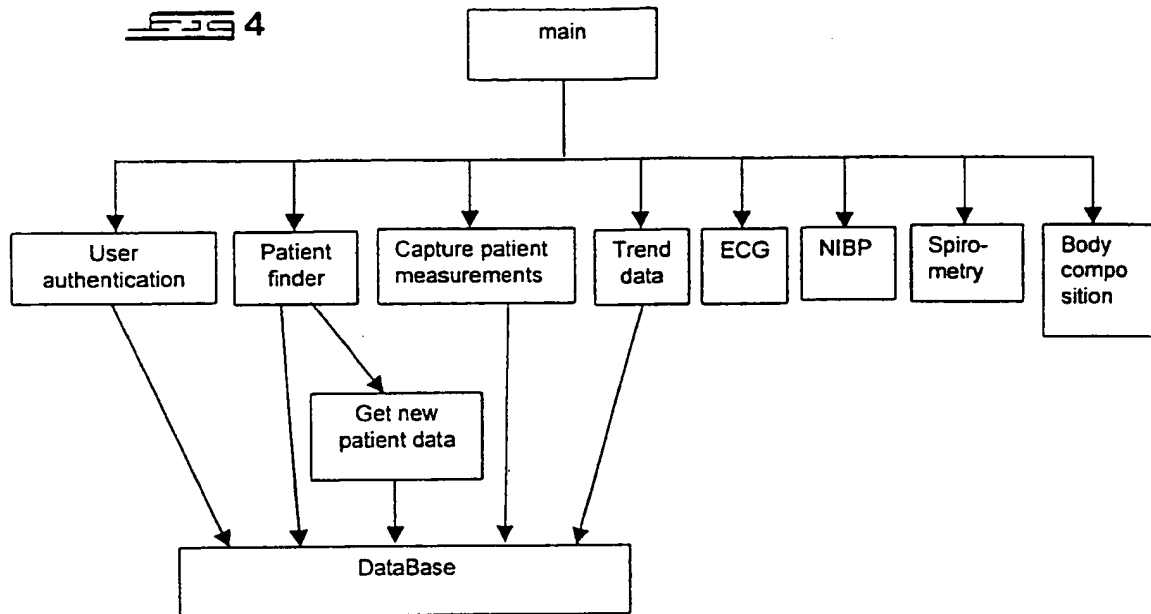 4
main
User
authentication
Patient
finder
Capture patient
measurements
Trend
data
ECG
NIBP
Spiro-
metry
Body
compo
sition
Get new
patient data
DataBase